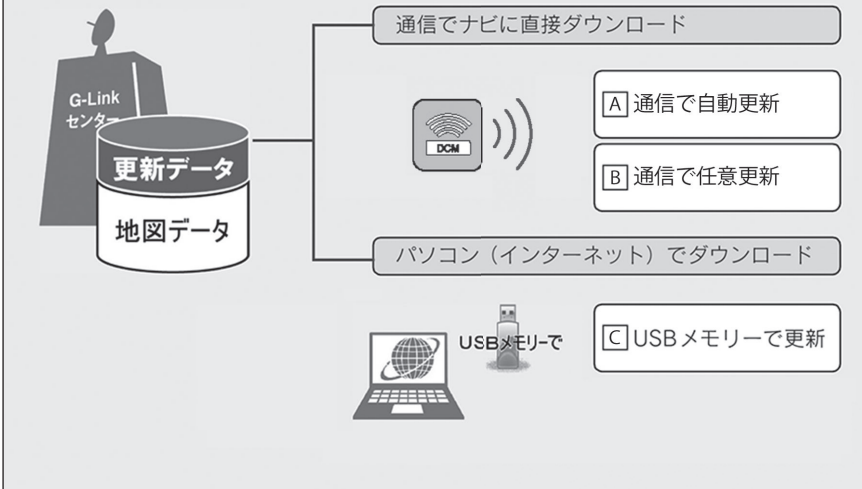 通信でナビに直接ダウンロード
G-Link
センター
更新データ
地図データ
DCM
A 通信で自動更新
B 通信で任意更新
パソコン（インターネット）でダウンロード
USBメモリーで
C USBメモリーで更新